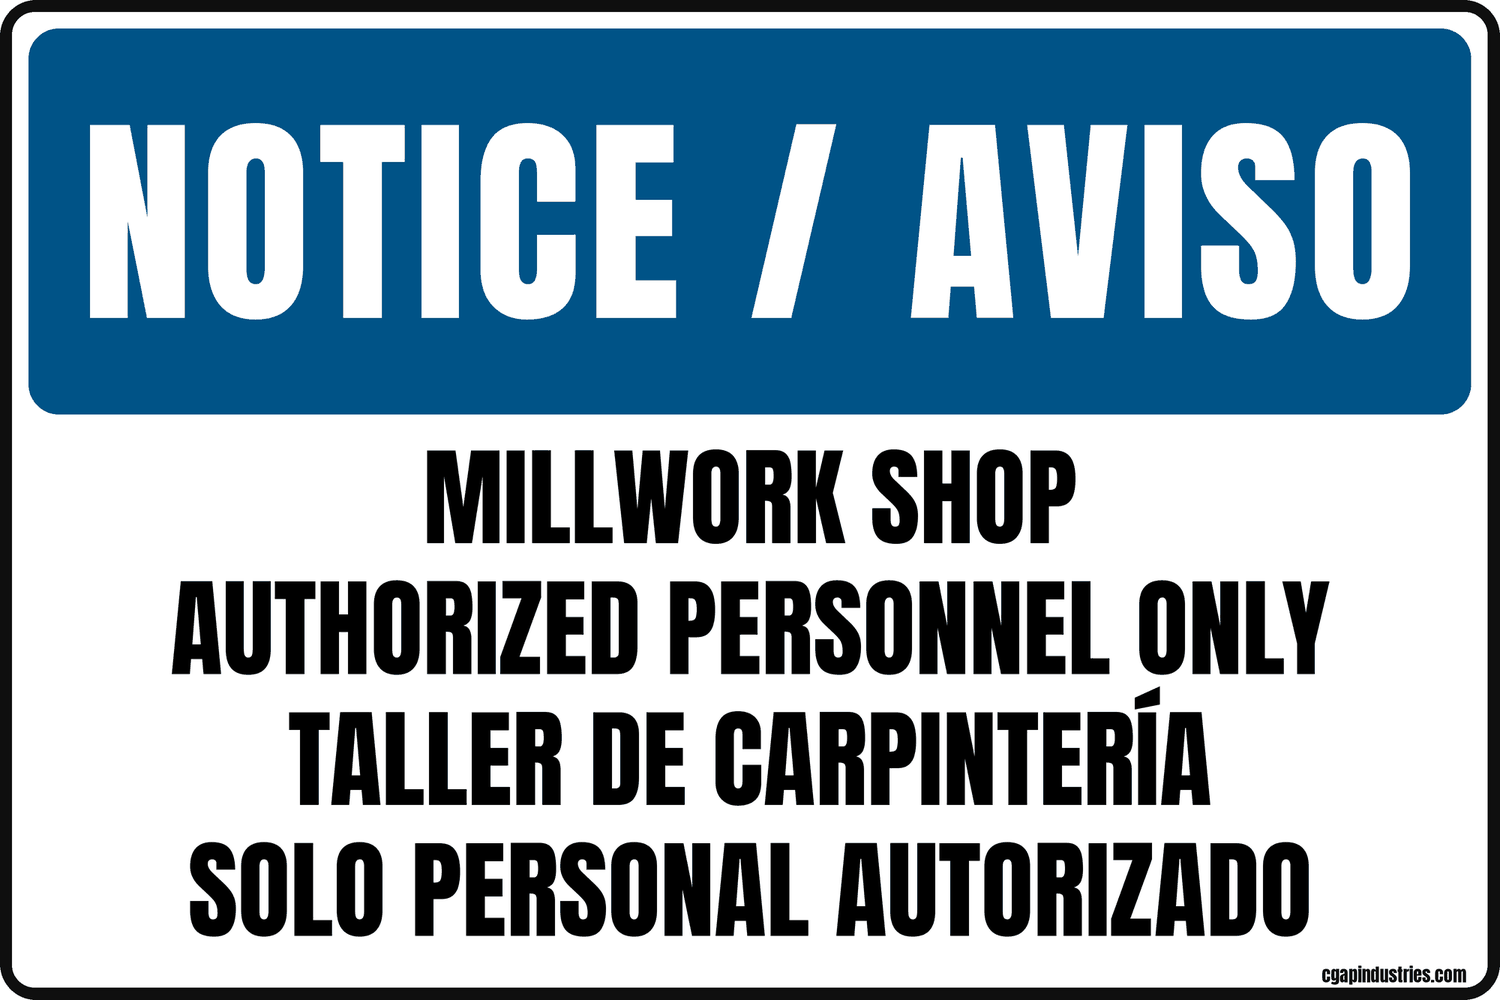 NOTICE / AVISO
MILLWORK SHOP
AUTHORIZED PERSONNEL ONLY
TALLER DE CARPINTERÍA
SOLO PERSONAL AUTORIZADO
cgapindustries.com